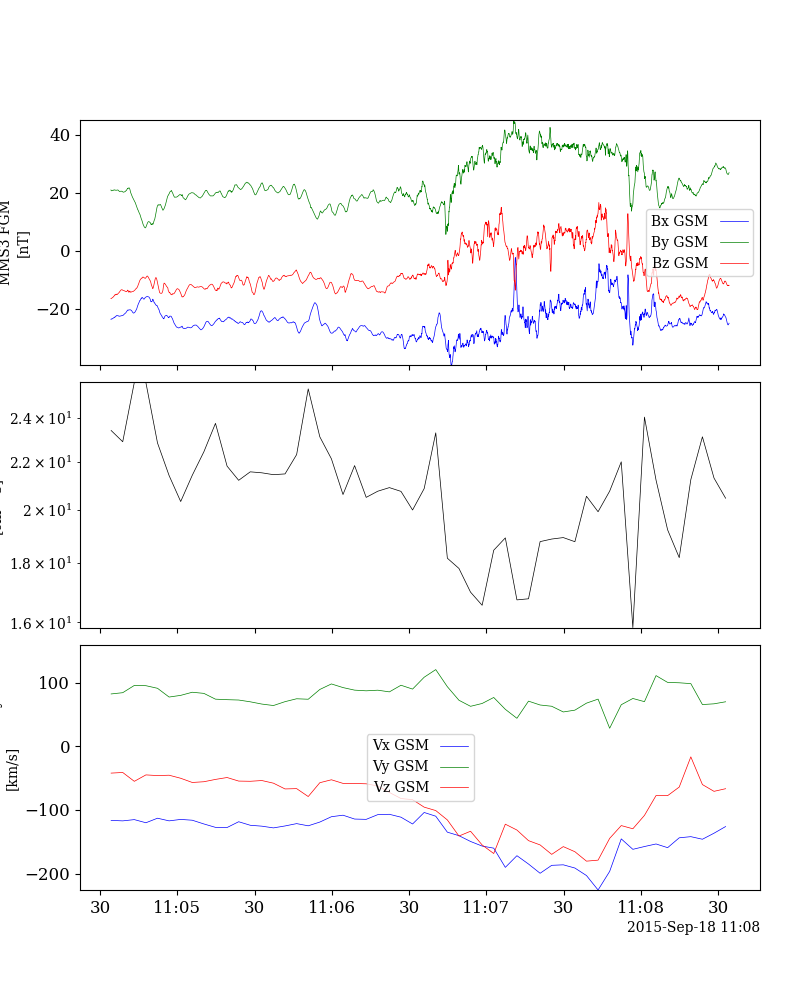 MMS3 FGM
[nT]
40
20
0
−20
Bx GSM
By GSM
Bz GSM
2.4 × 10¹
2.2 × 10¹
2 × 10¹
1.8 × 10¹
1.6 × 10¹
[km/s]
100
0
−100
−200
Vx GSM
Vy GSM
Vz GSM
30 11:05 30 11:06 30 11:07 30 11:08 30
2015-Sep-18 11:08